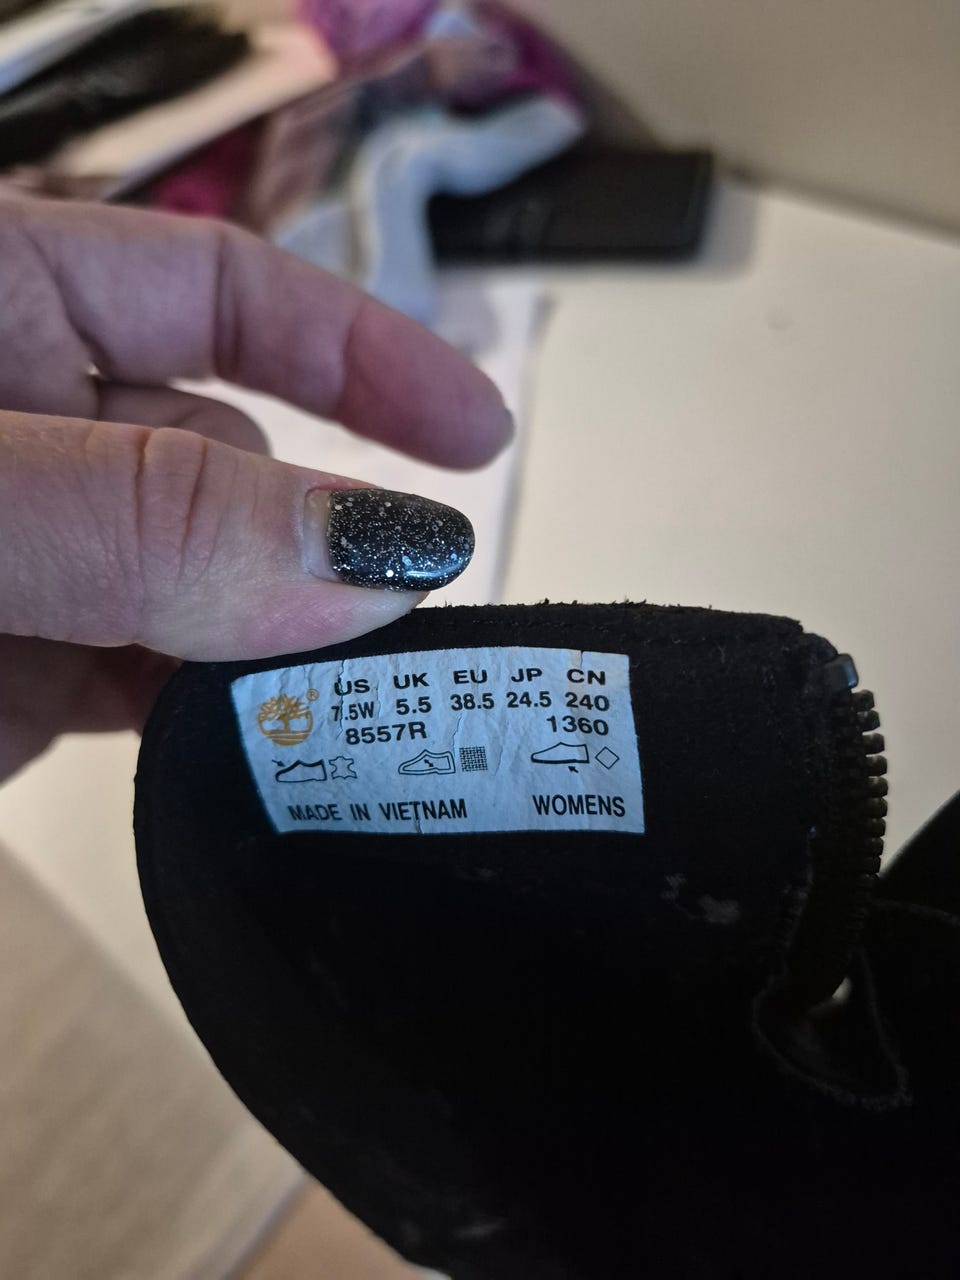 ®
US UK EU JP CN
7.5W 5.5 38.5 24.5 240
8557R 1360
MADE IN VIETNAM WOMENS